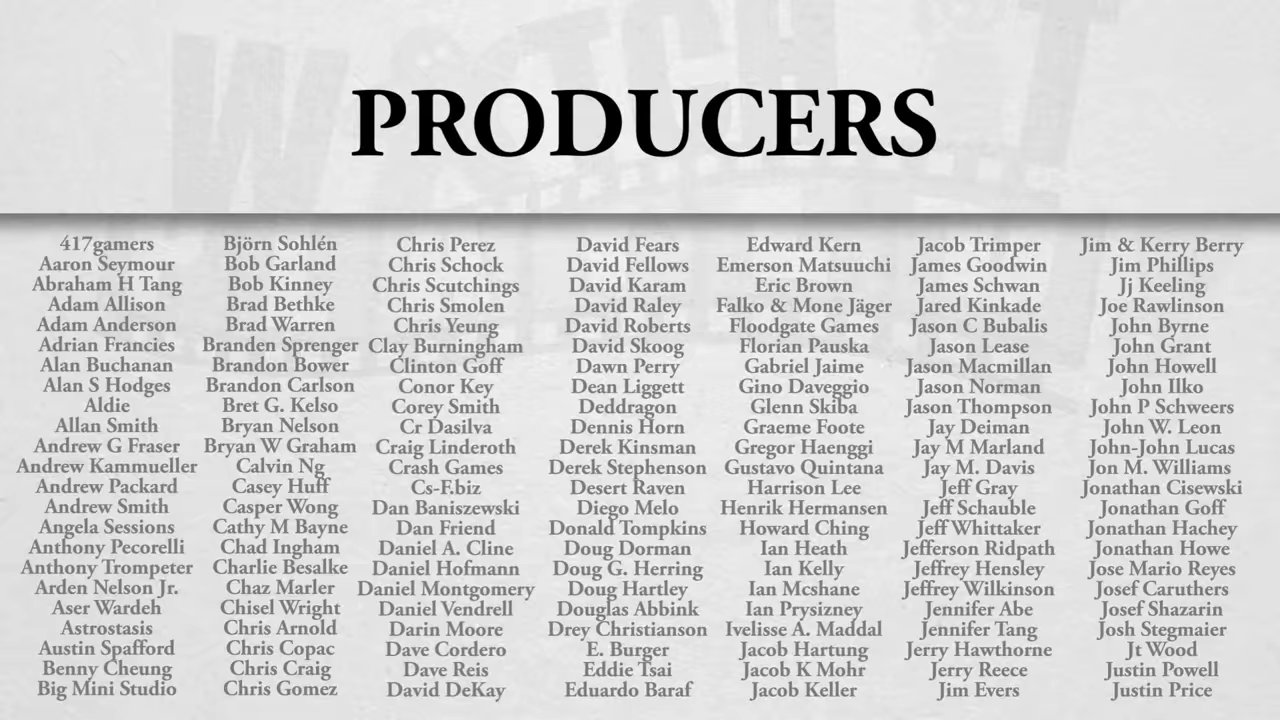 WATCH IT
PRODUCERS
417gamers
Aaron Seymour
Abraham H Tang
Adam Allison
Adam Anderson
Adrian Francies
Alan Buchanan
Alan S Hodges
Aldie
Allan Smith
Andrew G Fraser
Andrew Kammueller
Andrew Packard
Andrew Smith
Angela Sessions
Anthony Pecorelli
Anthony Trompeter
Arden Nelson Jr.
Aser Wardeh
Astrostasis
Austin Spafford
Benny Cheung
Big Mini Studio
Björn Sohlén
Bob Garland
Bob Kinney
Brad Bethke
Brad Warren
Branden Sprenger
Brandon Bower
Brandon Carlson
Bret G. Kelso
Bryan Nelson
Bryan W Graham
Calvin Ng
Casey Huff
Casper Wong
Cathy M Bayne
Chad Ingham
Charlie Besalke
Chaz Marler
Chisel Wright
Chris Arnold
Chris Copac
Chris Craig
Chris Gomez
Chris Perez
Chris Schock
Chris Scutchings
Chris Smolen
Chris Yeung
Clay Burningham
Clinton Goff
Conor Key
Corey Smith
Cr Dasilva
Craig Linderoth
Crash Games
Cs-F.biz
Dan Baniszewski
Dan Friend
Daniel A. Cline
Daniel Hofmann
Daniel Montgomery
Daniel Vendrell
Darin Moore
Dave Cordero
Dave Reis
David DeKay
David Fears
David Fellows
David Karam
David Raley
David Roberts
David Skoog
Dawn Perry
Dean Liggett
Deddragon
Dennis Horn
Derek Kinsman
Derek Stephenson
Desert Raven
Diego Melo
Donald Tompkins
Doug Dorman
Doug G. Herring
Doug Hartley
Douglas Abbink
Drey Christianson
E. Burger
Eddie Tsai
Eduardo Baraf
Edward Kern
Emerson Matsuuchi
Eric Brown
Falko & Mone Jäger
Floodgate Games
Florian Pauska
Gabriel Jaime
Gino Daveggio
Glenn Skiba
Graeme Foote
Gregor Haenggi
Gustavo Quintana
Harrison Lee
Henrik Hermansen
Howard Ching
Ian Heath
Ian Kelly
Ian Mcshane
Ian Prysizney
Ivelisse A. Maddal
Jacob Hartung
Jacob K Mohr
Jacob Keller
Jacob Trimper
James Goodwin
James Schwan
Jared Kinkade
Jason C Bubalis
Jason Lease
Jason Macmillan
Jason Norman
Jason Thompson
Jay Deiman
Jay M Marland
Jay M. Davis
Jeff Gray
Jeff Schauble
Jeff Whittaker
Jefferson Ridpath
Jeffrey Hensley
Jeffrey Wilkinson
Jennifer Abe
Jennifer Tang
Jerry Hawthorne
Jerry Reece
Jim Evers
Jim & Kerry Berry
Jim Phillips
Jj Keeling
Joe Rawlinson
John Byrne
John Grant
John Howell
John Ilko
John P Schweers
John W. Leon
John-John Lucas
Jon M. Williams
Jonathan Cisewski
Jonathan Goff
Jonathan Hachey
Jonathan Howe
Jose Mario Reyes
Josef Caruthers
Josef Shazarin
Josh Stegmaier
Jt Wood
Justin Powell
Justin Price